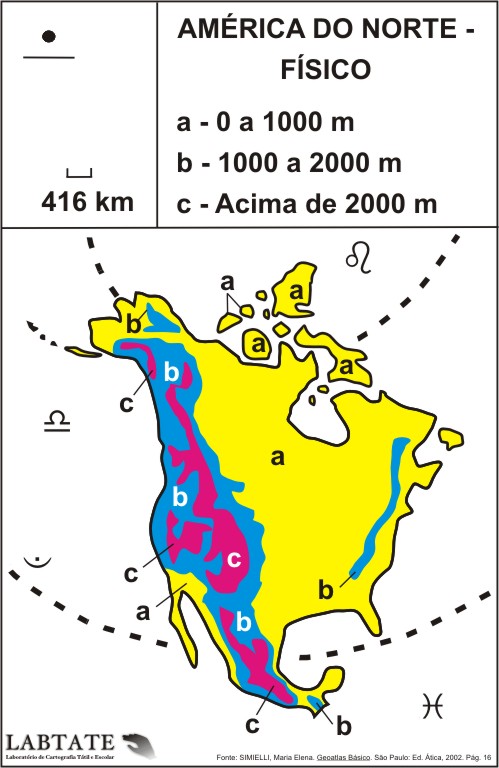 AMÉRICA DO NORTE -
FÍSICO
a - 0 a 1000 m
b - 1000 a 2000 m
c - Acima de 2000 m
416 km
a
a
b
a
a
b
c
a
b
c
c
b
a
b
c
b
LABTATE
Laboratório de Cartografia Tátil e Escolar
Fonte: SIMIELLI, Maria Elena. Geoatlas Básico. São Paulo: Ed. Ática, 2002. Pág. 16